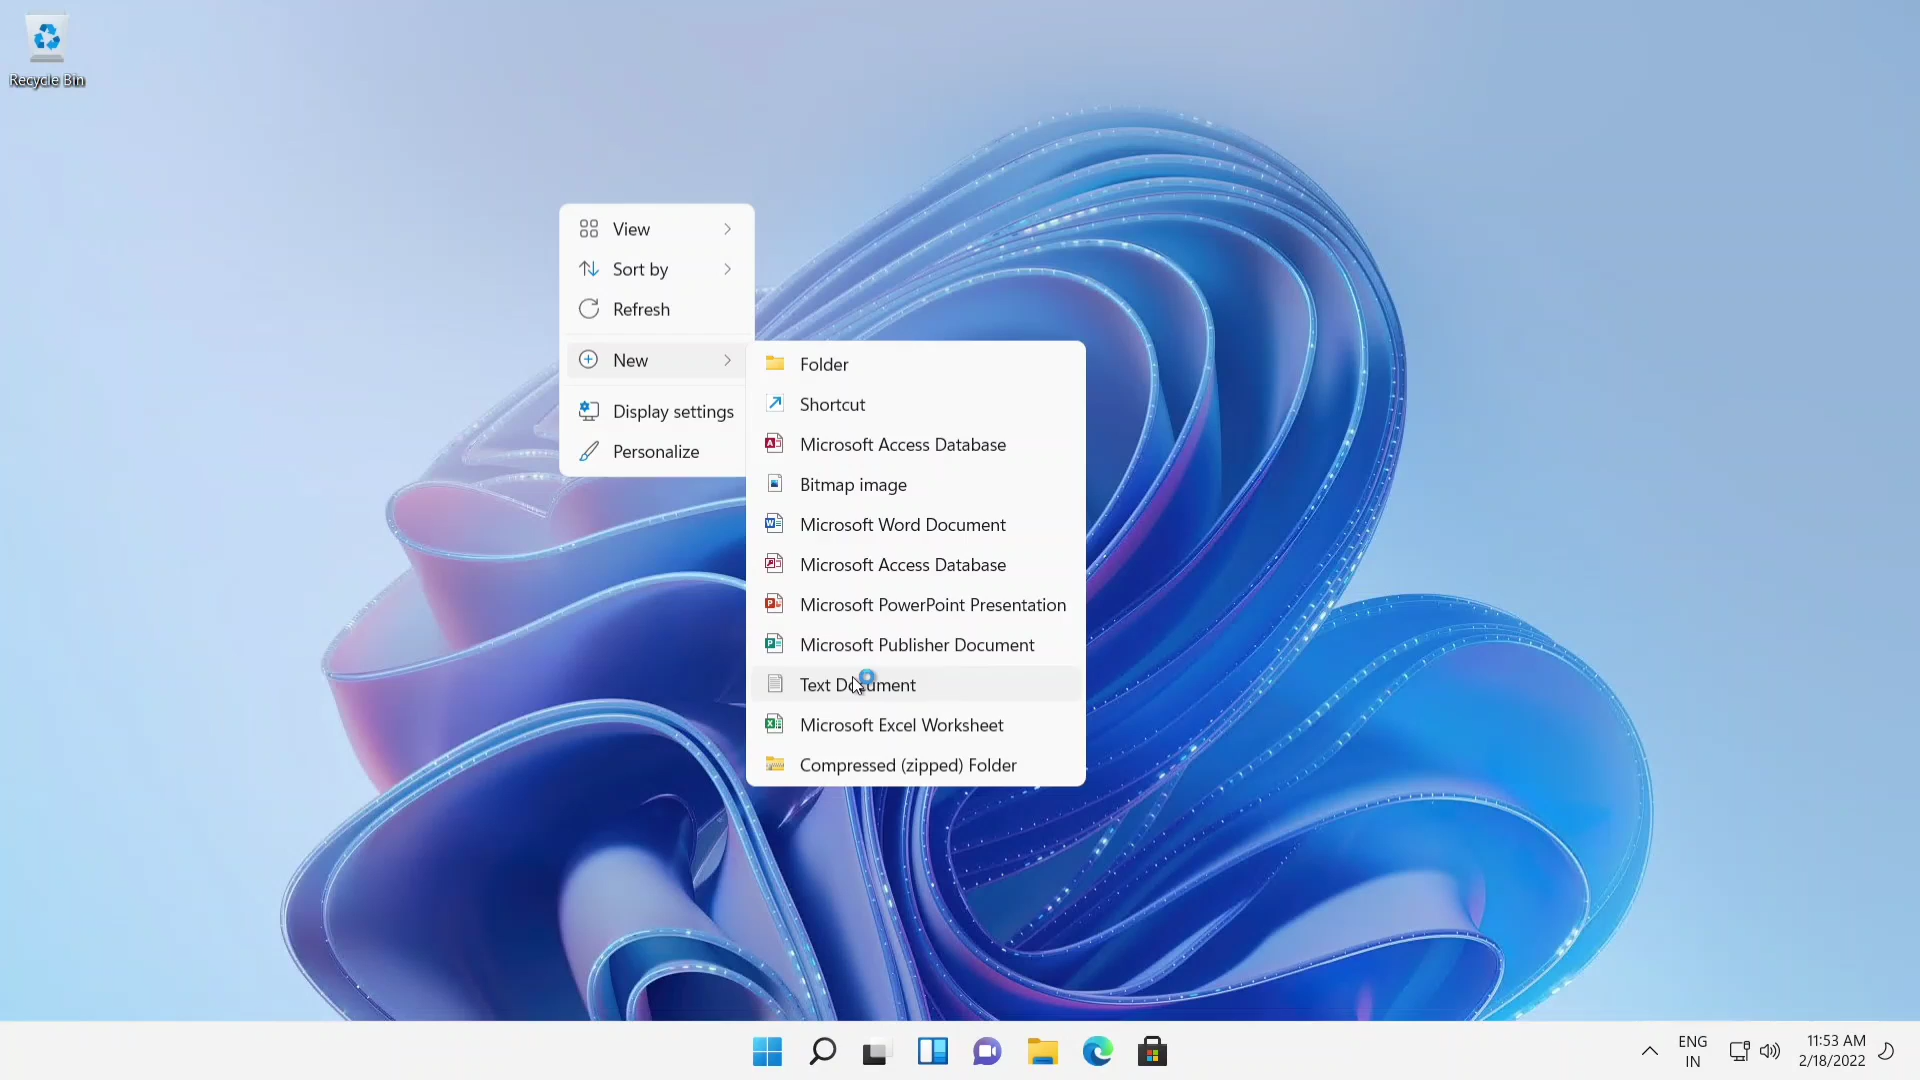 Recycle Bin
View
Sort by
Refresh
New
Display settings
Personalize
Folder
Shortcut
Microsoft Access Database
Bitmap image
Microsoft Word Document
Microsoft Access Database
Microsoft PowerPoint Presentation
Microsoft Publisher Document
Text Document
Microsoft Excel Worksheet
Compressed (zipped) Folder
ENG
IN
11:53 AM
2/18/2022